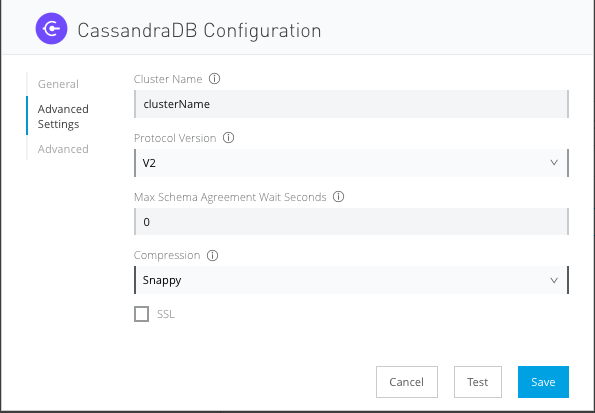 CassandraDB Configuration
General
Advanced
Settings
Advanced
Cluster Name
clusterName
Protocol Version
V2
Max Schema Agreement Wait Seconds
0
Compression
Snappy
SSL
Cancel
Test
Save